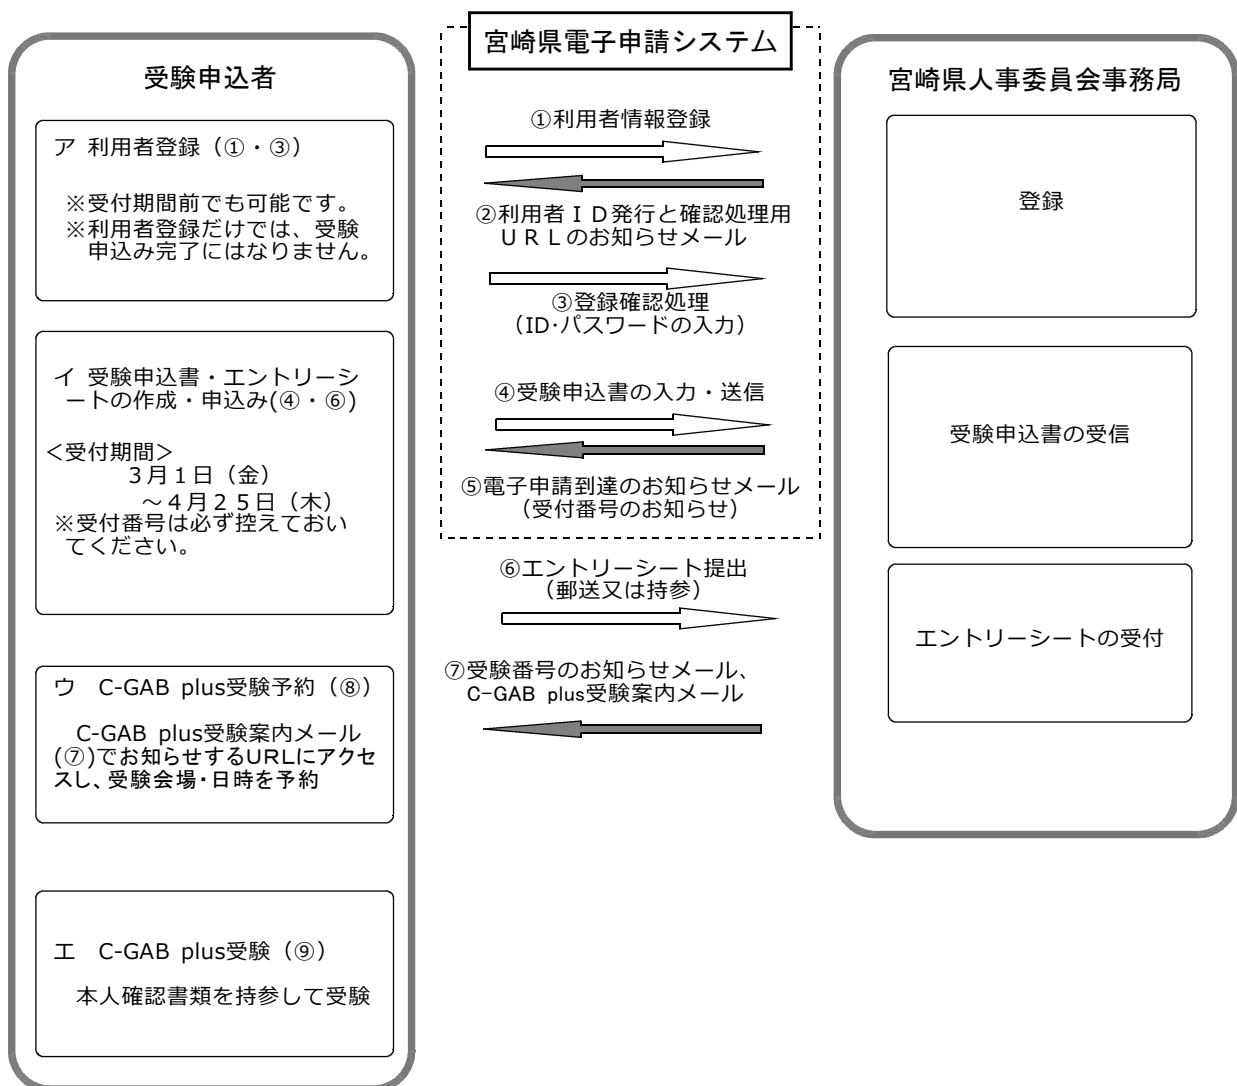 受験申込者
ア 利用者登録（①・③）
※受付期間前でも可能です。
※利用者登録だけでは、受験
申込み完了にはなりません。
イ 受験申込書・エントリーシ
ートの作成・申込み(④・⑥)
＜受付期間＞
３月１日（金）
～４月２５日（木）
※受付番号は必ず控えておい
てください。
ウ　C-GAB plus受験予約（⑧）
C-GAB plus受験案内メール
(⑦)でお知らせするURLにアクセ
スし、受験会場・日時を予約
エ　C-GAB plus受験（⑨）
本人確認書類を持参して受験
宮崎県電子申請システム
①利用者情報登録
②利用者ＩＤ発行と確認処理用
ＵＲＬのお知らせメール
③登録確認処理
（ID･パスワードの入力）
④受験申込書の入力・送信
⑤電子申請到達のお知らせメール
（受付番号のお知らせ）
⑥エントリーシート提出
（郵送又は持参）
⑦受験番号のお知らせメール、
C-GAB plus受験案内メール
宮崎県人事委員会事務局
登録
受験申込書の受信
エントリーシートの受付